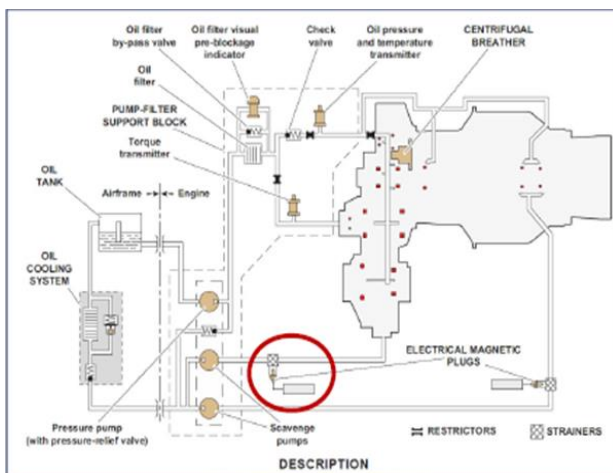 Oil filter
by-pass valve
Oil filter visual
pre-blockage
indicator
Check
valve
Oil pressure
and temperature
transmitter
CENTRIFUGAL
BREATHER
Oil
filter
PUMP-FILTER
SUPPORT BLOCK
Torque
transmitter
OIL
TANK
Airframe
Engine
OIL
COOLING
SYSTEM
ELECTRICAL MAGNETIC
PLUGS
Pressure pump
(with pressure-relief valve)
Scavenge
pumps
RESTRICTORS
STRAINERS
DESCRIPTION